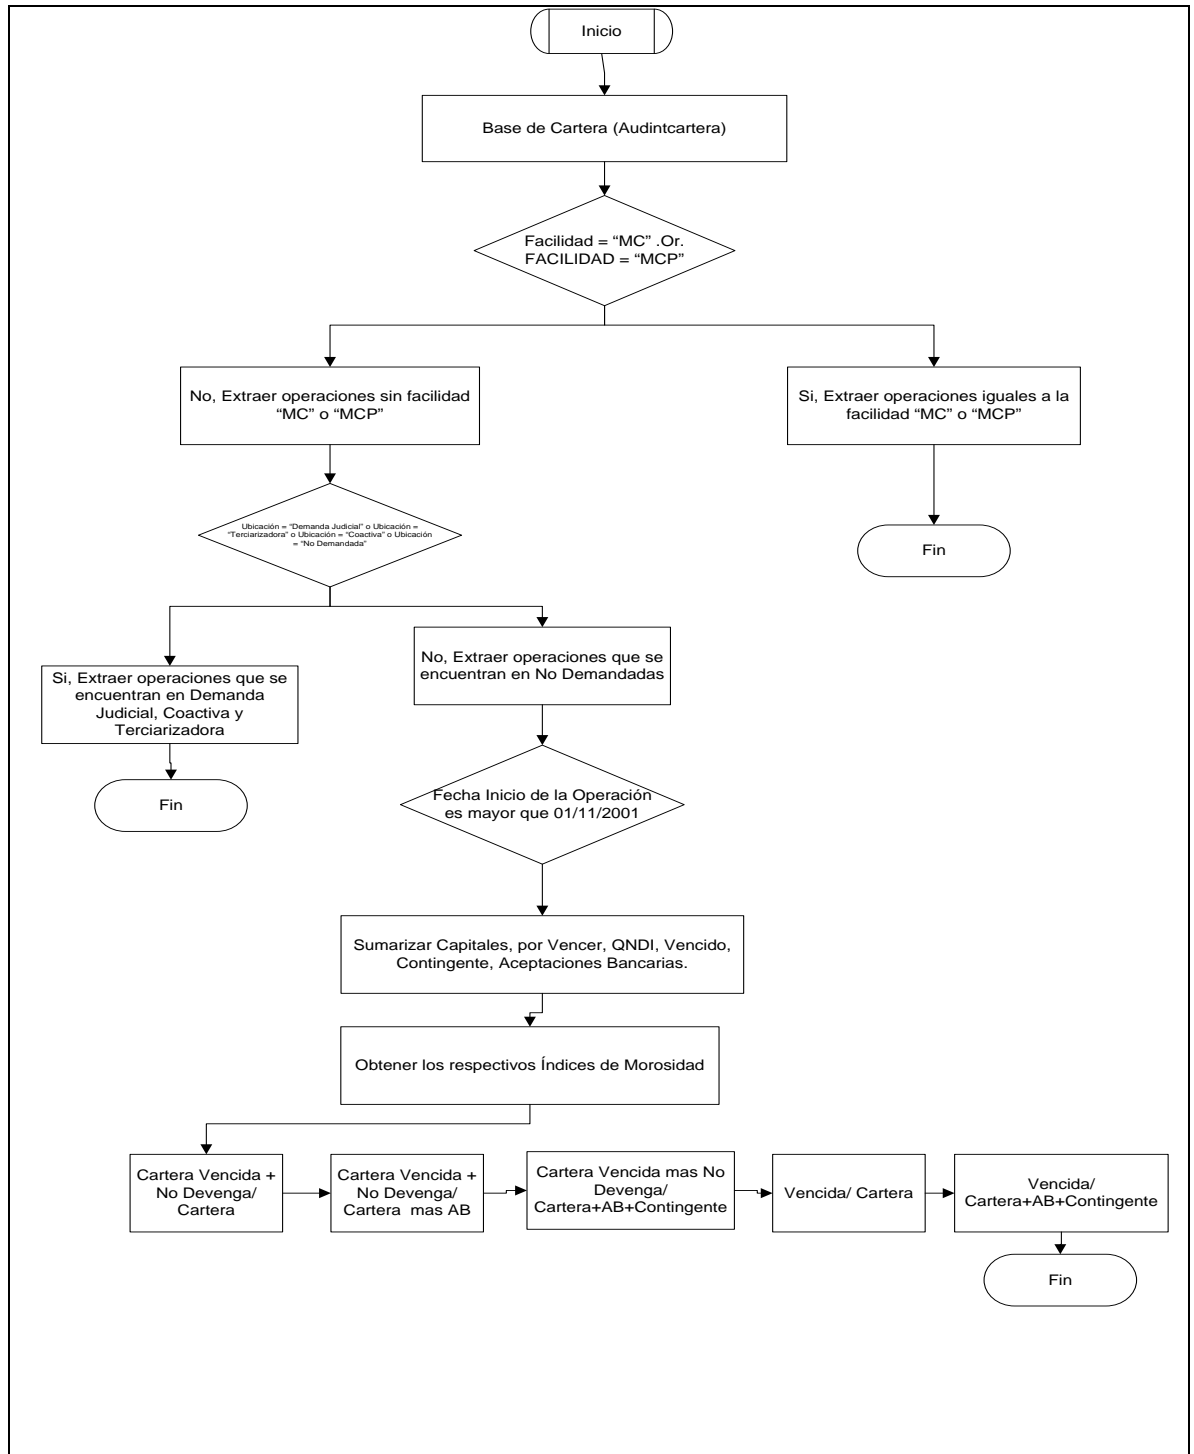 Inicio
Base de Cartera (Audintcartera)
Facilidad = “MC” .Or.
FACILIDAD = “MCP”
No, Extraer operaciones sin facilidad
“MC” o “MCP”
Si, Extraer operaciones iguales a la
facilidad “MC” o “MCP”
Ubicación = “Demanda Judicial” o Ubicación =
“Terciarizadora” o Ubicación = “Coactiva” o Ubicación
= “No Demandada”
Fin
No, Extraer operaciones que se
encuentran en No Demandadas
Si, Extraer operaciones que se
encuentran en Demanda
Judicial, Coactiva y
Terciarizadora
Fin
Fecha Inicio de la Operación
es mayor que 01/11/2001
Sumarizar Capitales, por Vencer, QNDI, Vencido,
Contingente, Aceptaciones Bancarias.
Obtener los respectivos Índices de Morosidad
Cartera Vencida +
No Devenga/
Cartera
Cartera Vencida +
No Devenga/
Cartera mas AB
Cartera Vencida mas No
Devenga/
Cartera+AB+Contingente
Vencida/ Cartera
Vencida/
Cartera+AB+Contingente
Fin